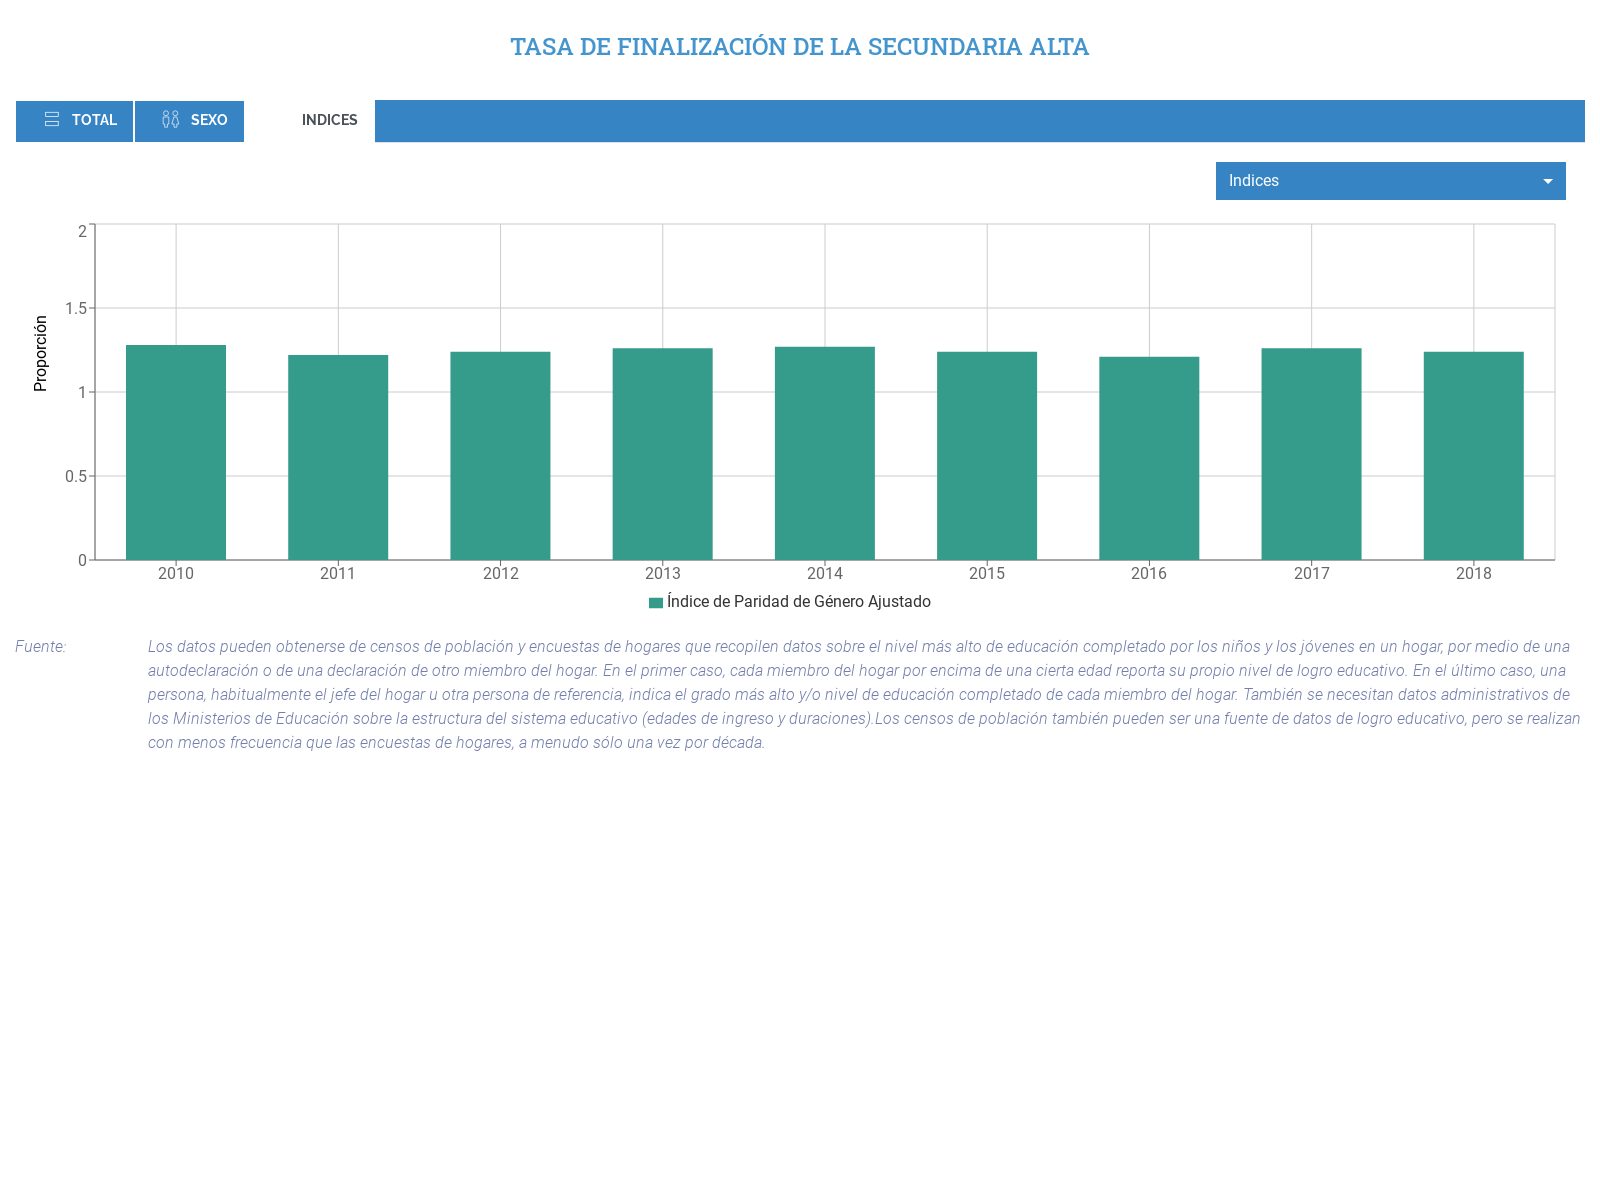 TASA DE FINALIZACIÓN DE LA SECUNDARIA ALTA
TOTAL SEXO INDICES
Indices
2
1.5
1
0.5
0
Proporción
2010 2011 2012 2013 2014 2015 2016 2017 2018
Índice de Paridad de Género Ajustado
Fuente: Los datos pueden obtenerse de censos de población y encuestas de hogares que recopilen datos sobre el nivel más alto de educación completado por los niños y los jóvenes en un hogar, por medio de una
autodeclaración o de una declaración de otro miembro del hogar. En el primer caso, cada miembro del hogar por encima de una cierta edad reporta su propio nivel de logro educativo. En el último caso, una
persona, habitualmente el jefe del hogar u otra persona de referencia, indica el grado más alto y/o nivel de educación completado de cada miembro del hogar. También se necesitan datos administrativos de
los Ministerios de Educación sobre la estructura del sistema educativo (edades de ingreso y duraciones).Los censos de población también pueden ser una fuente de datos de logro educativo, pero se realizan
con menos frecuencia que las encuestas de hogares, a menudo sólo una vez por década.